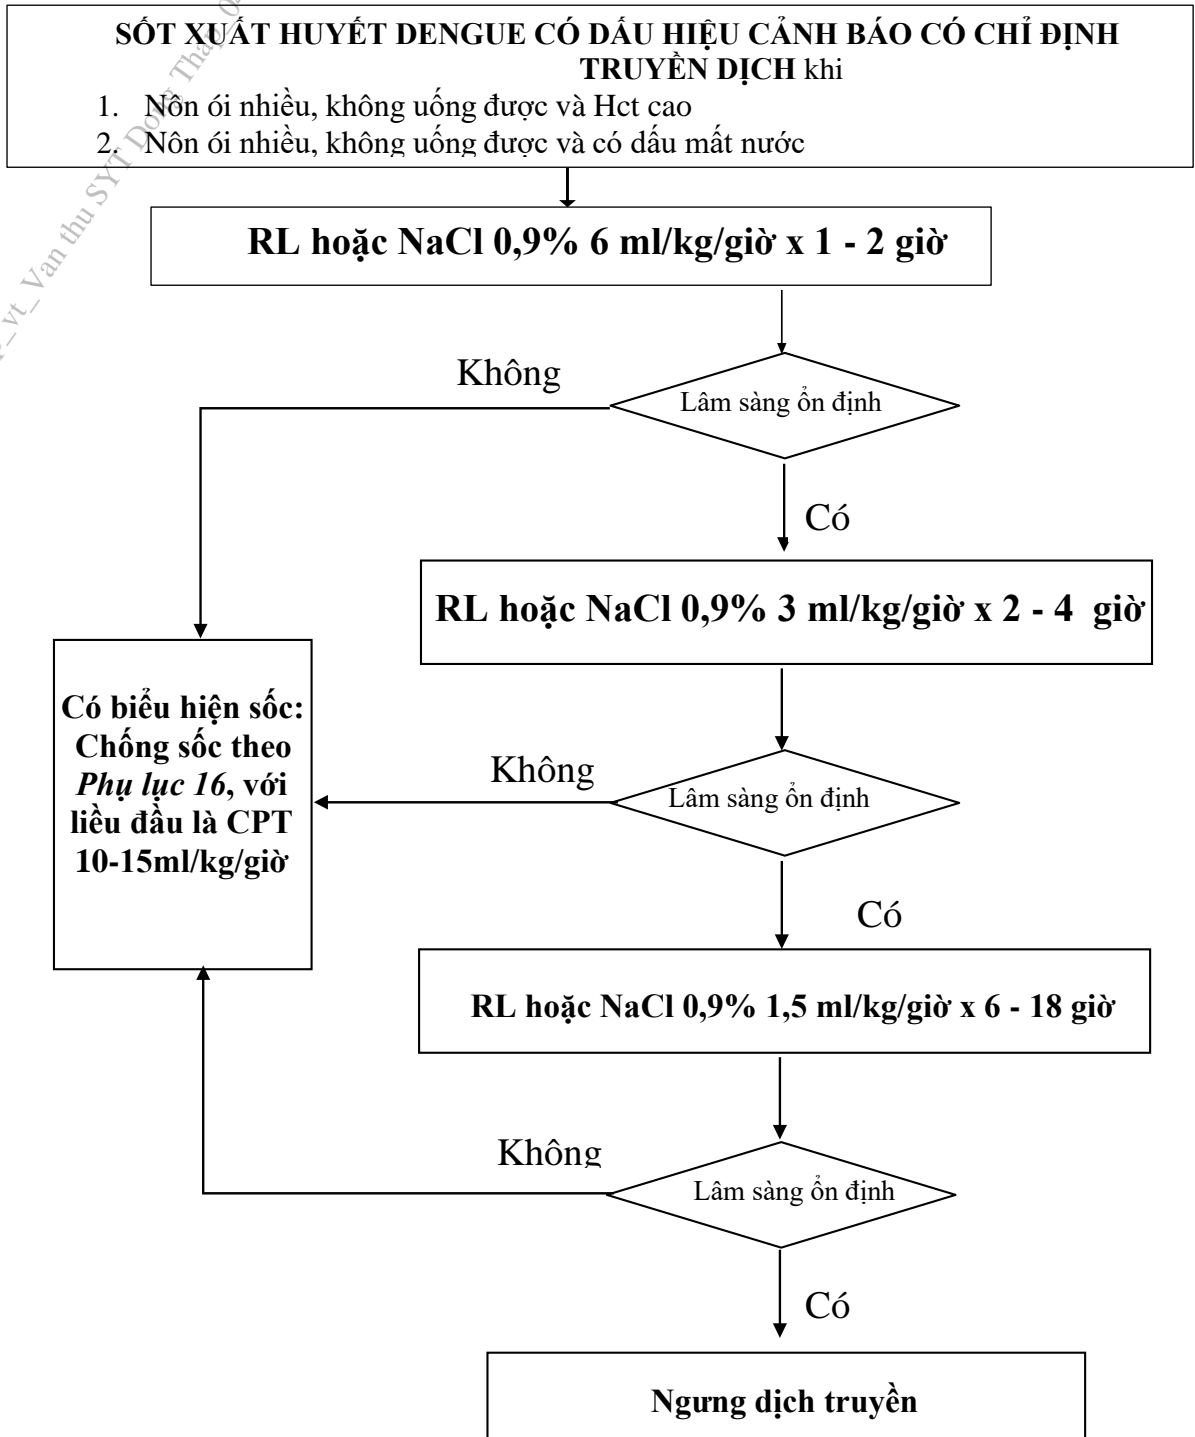 SỐT XUẤT HUYẾT DENGUE CÓ DẤU HIỆU CẢNH BÁO CÓ CHỈ ĐỊNH
TRUYỀN DỊCH khi
1. Nôn ói nhiều, không uống được và Hct cao
2. Nôn ói nhiều, không uống được và có dấu mất nước
vt_Van thu SYT Dong Thap
RL hoặc NaCl 0,9% 6 ml/kg/giờ x 1 - 2 giờ
Không
Lâm sàng ổn định
Có
RL hoặc NaCl 0,9% 3 ml/kg/giờ x 2 - 4 giờ
Có biểu hiện sốc:
Chống sốc theo
Phụ lục 16, với
liều đầu là CPT
10-15ml/kg/giờ
Không
Lâm sàng ổn định
Có
RL hoặc NaCl 0,9% 1,5 ml/kg/giờ x 6 - 18 giờ
Không
Lâm sàng ổn định
Có
Ngưng dịch truyền